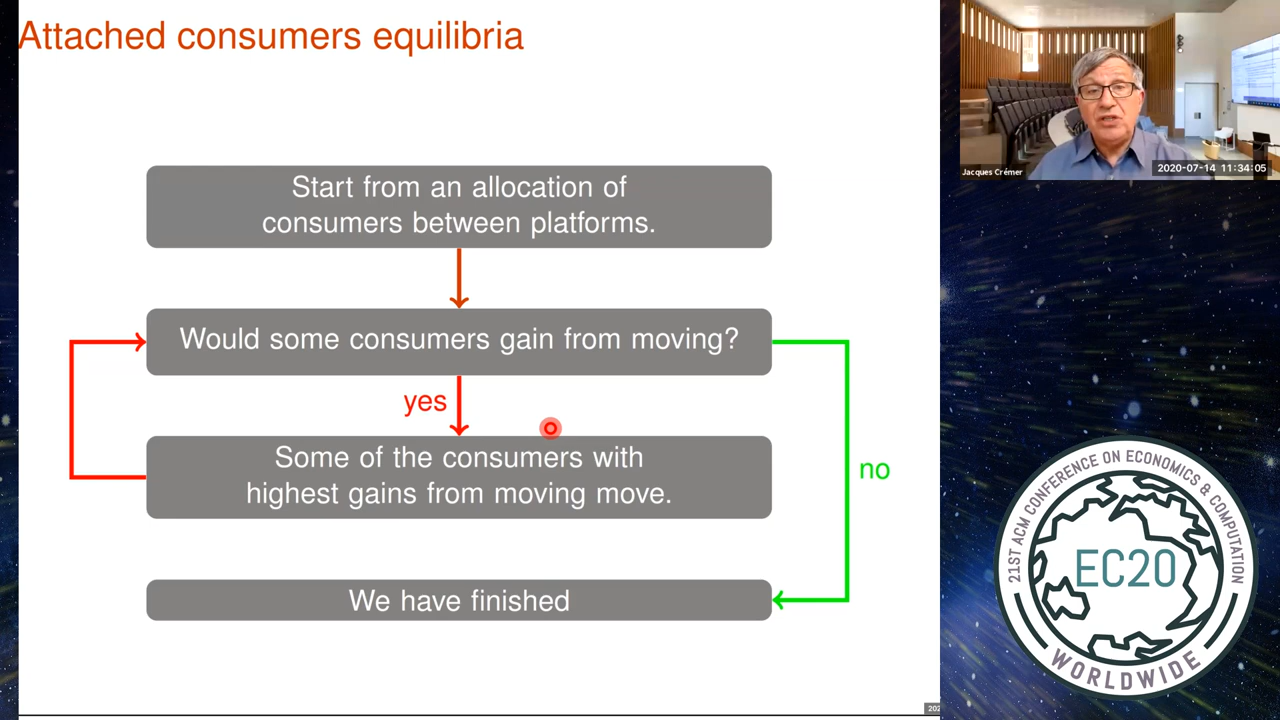 Attached consumers equilibria
Start from an allocation of
consumers between platforms.
Would some consumers gain from moving?
yes
Some of the consumers with
highest gains from moving move.
no
We have finished
Jacques Crémer
2020-07-14 11:34:05
21ST ACM CONFERENCE ON ECONOMICS & COMPUTATION
EC20
WORLDWIDE